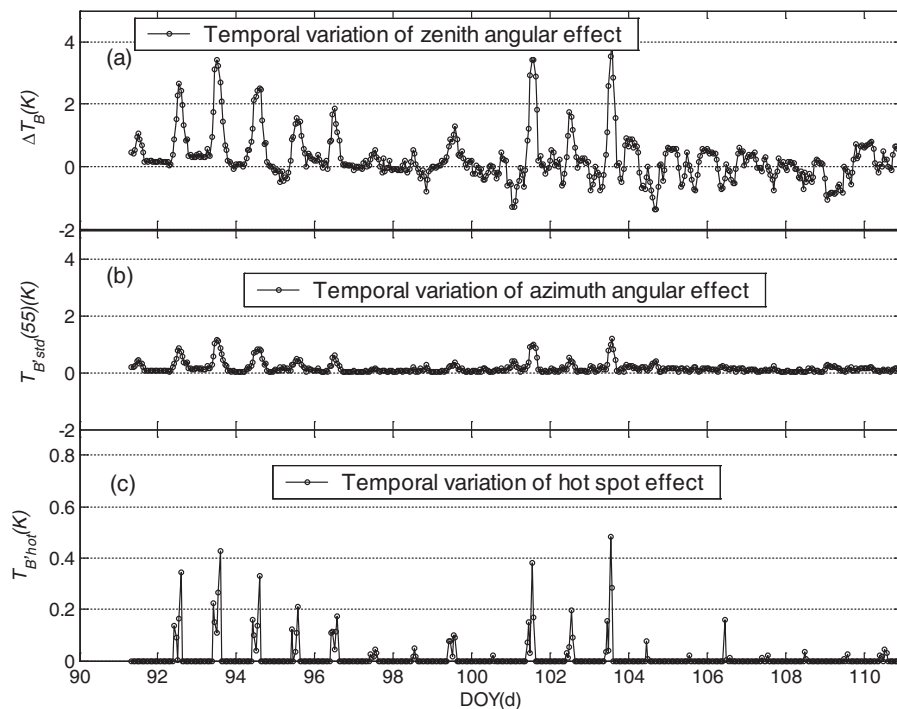 Temporal variation of zenith angular effect
(a)
ΔT_B(K)
4
2
0
-2
(b)
Temporal variation of azimuth angular effect
T_B'std(55)(K)
4
2
0
-2
(c)
Temporal variation of hot spot effect
T_B'hot(K)
0.8
0.6
0.4
0.2
0
90 92 94 96 98 100 102 104 106 108 110
DOY(d)